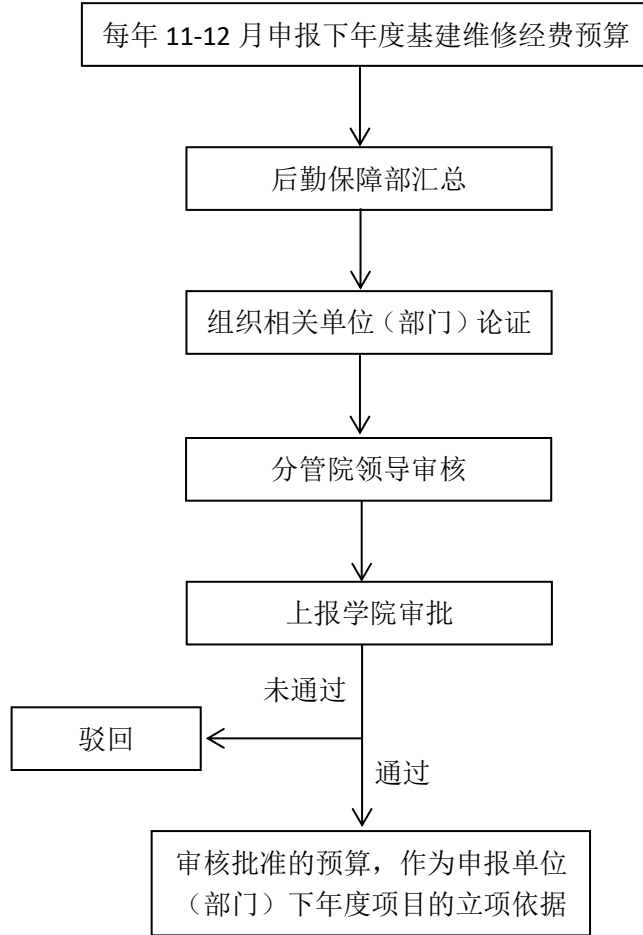 每年 11-12 月申报下年度基建维修经费预算
后勤保障部汇总
组织相关单位（部门）论证
分管院领导审核
上报学院审批
未通过
驳回
通过
审核批准的预算，作为申报单位
（部门）下年度项目的立项依据